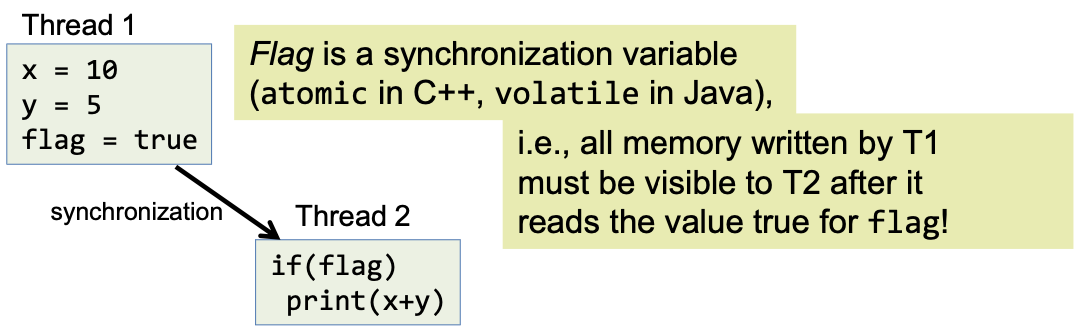 Thread 1
x = 10
y = 5
flag = true
Flag is a synchronization variable
(atomic in C++, volatile in Java),
i.e., all memory written by T1
must be visible to T2 after it
reads the value true for flag!
synchronization
Thread 2
if(flag)
print(x+y)